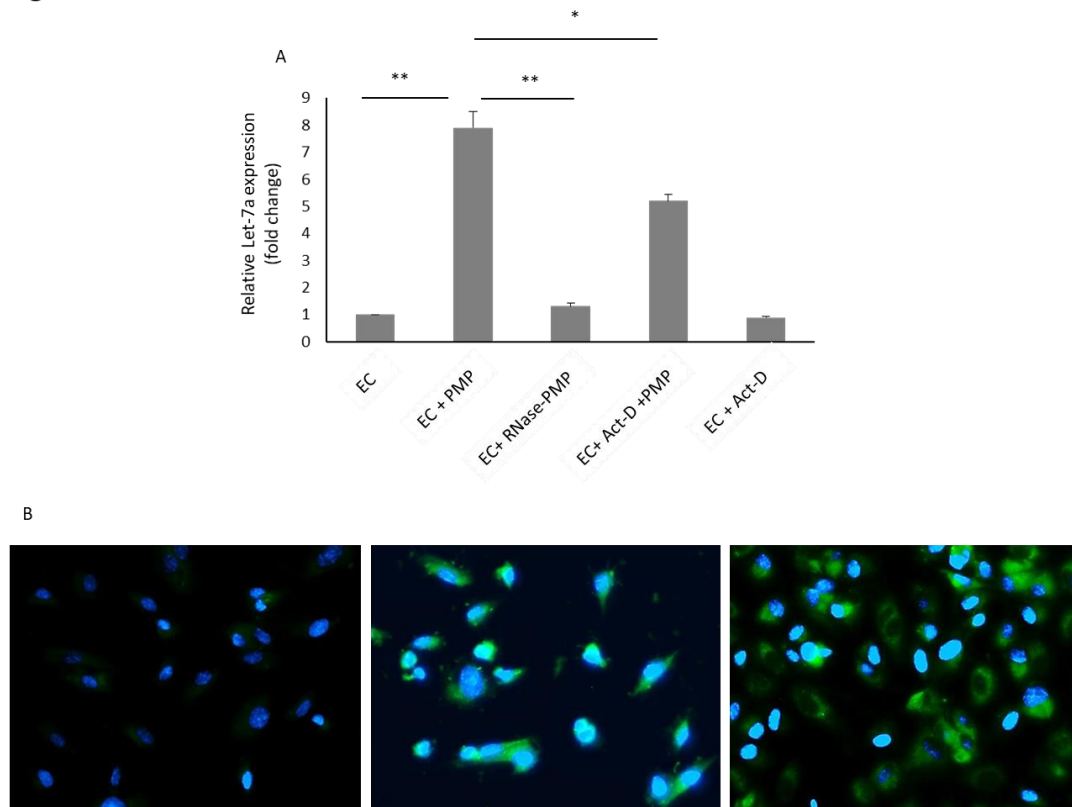 *
A
** **
9
8
7
6
5
4
3
2
1
0
Relative Let-7a expression
(fold change)
EC
EC + PMP
EC+ RNase-PMP
EC+ Act-D +PMP
EC + Act-D
B